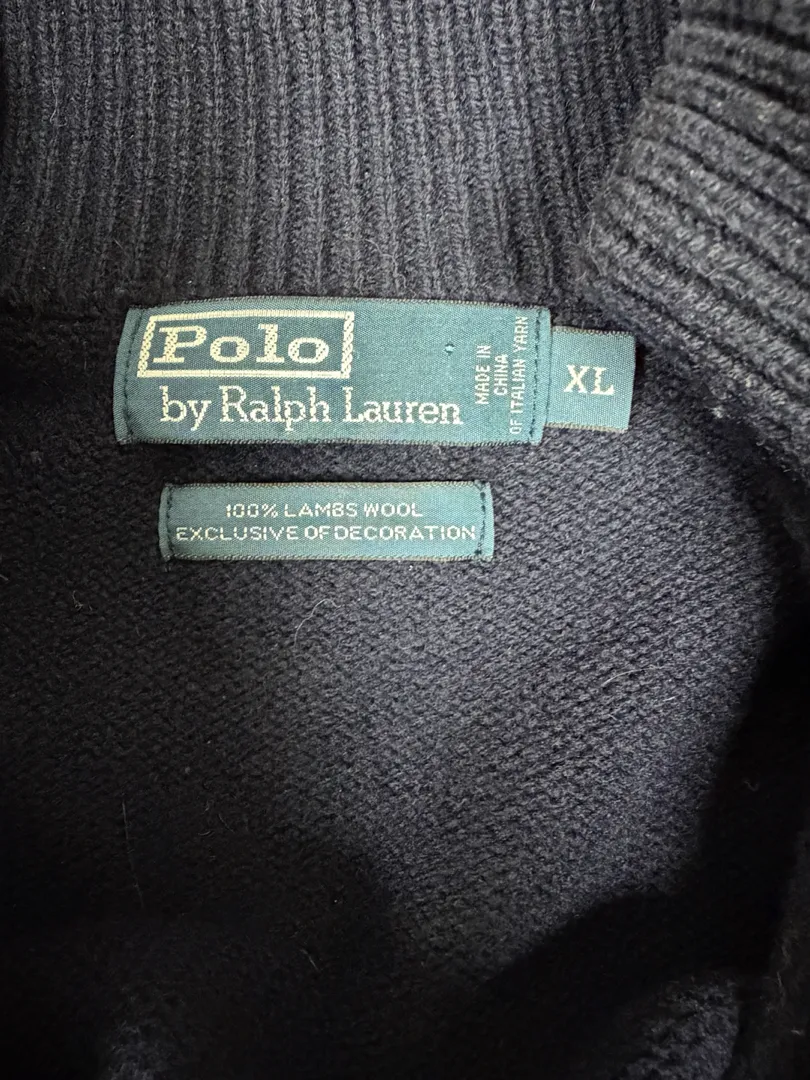 Polo
by Ralph Lauren
MADE IN
CHINA
OF ITALIAN YARN
XL
100% LAMBS WOOL
EXCLUSIVE OF DECORATION